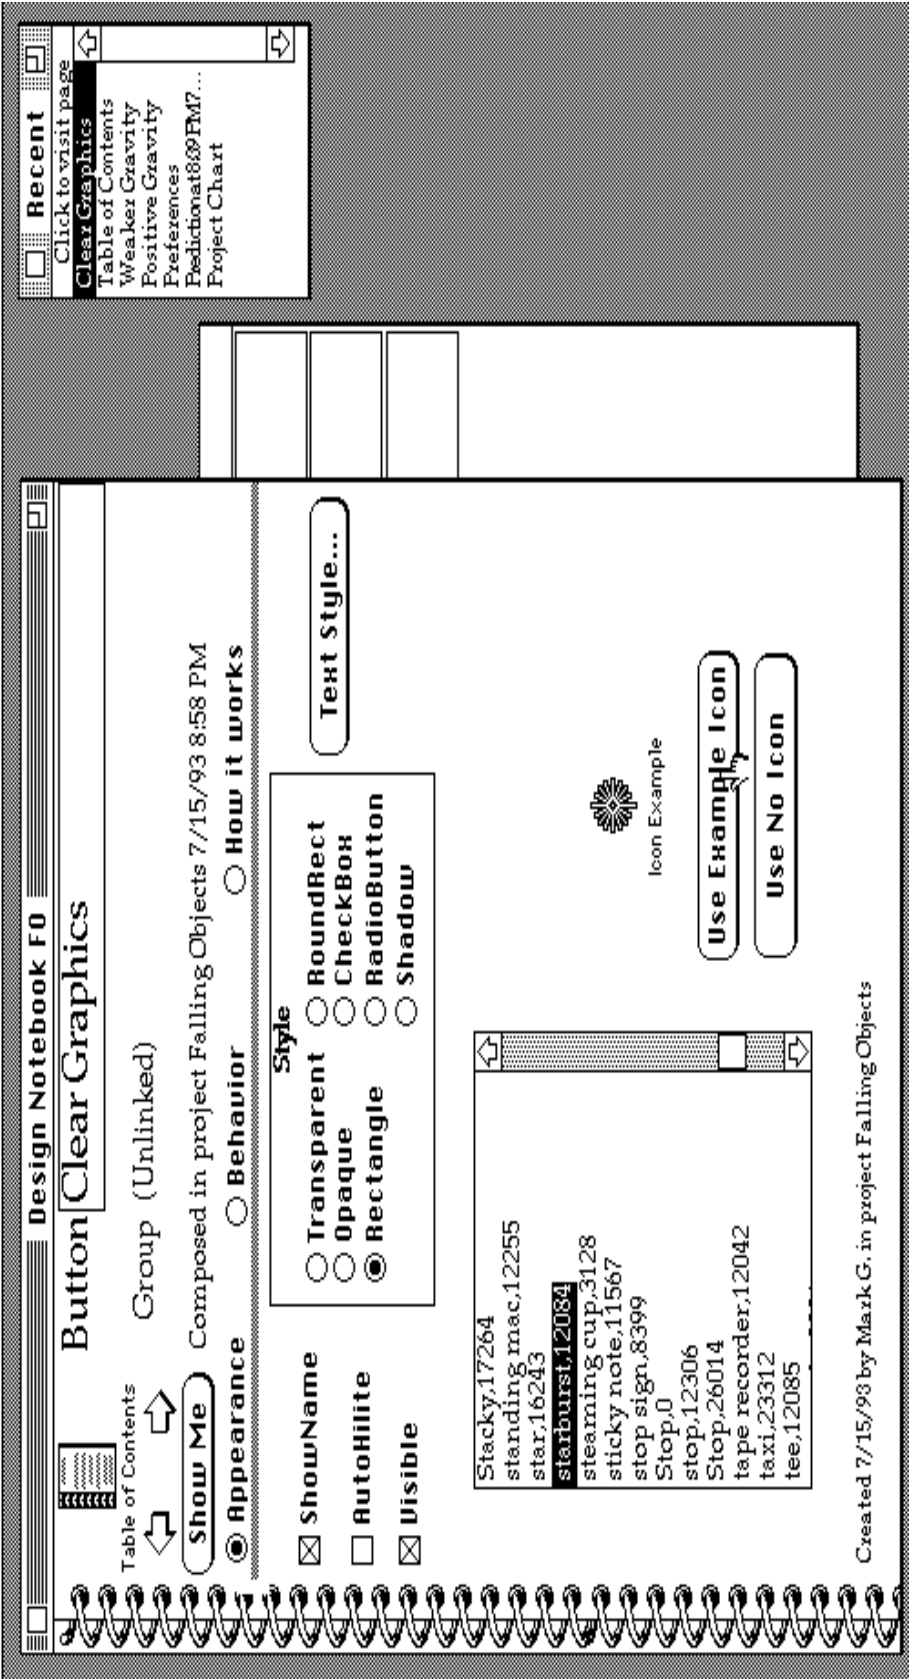 Design Notebook FO
Button Clear Graphics
Table of Contents
Group (Unlinked)
Show Me
Composed in project Falling Objects 7/15/93 8:58 PM
Appearance
Behavior
How it works
ShowName
AutoHilite
Visible
Style
Transparent
Opaque
Rectangle
RoundRect
CheckBox
RadioButton
Shadow
Text Style...
Stacky,17264
standing mac,12255
star,16243
starburst,12084
steaming cup,3128
sticky note,11567
stop sign,8399
Stop,0
stop,12306
Stop,26014
tape recorder,12042
taxi,23312
tee,12085
Icon Example
Use Example Icon
Use No Icon
Created 7/15/93 by Mark G. in project Falling Objects
Recent
Click to visit page
Clear Graphics
Table of Contents
Weaker Gravity
Positive Gravity
Preferences
Predictionat8:09PM7...
Project Chart